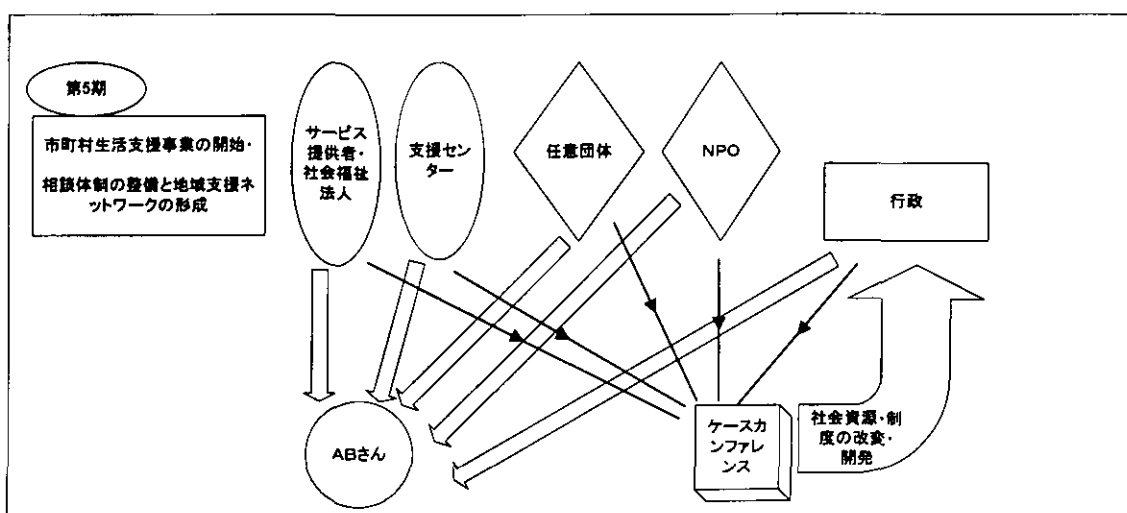 第5期
市町村生活支援事業の開始・
相談体制の整備と地域支援ネ
ットワークの形成
サービス
提供者・
社会福祉
法人
支援セン
ター
任意団体
NPO
行政
ABさん
ケースカ
ンファレ
ンス
社会資源・制
度の改変・
開発